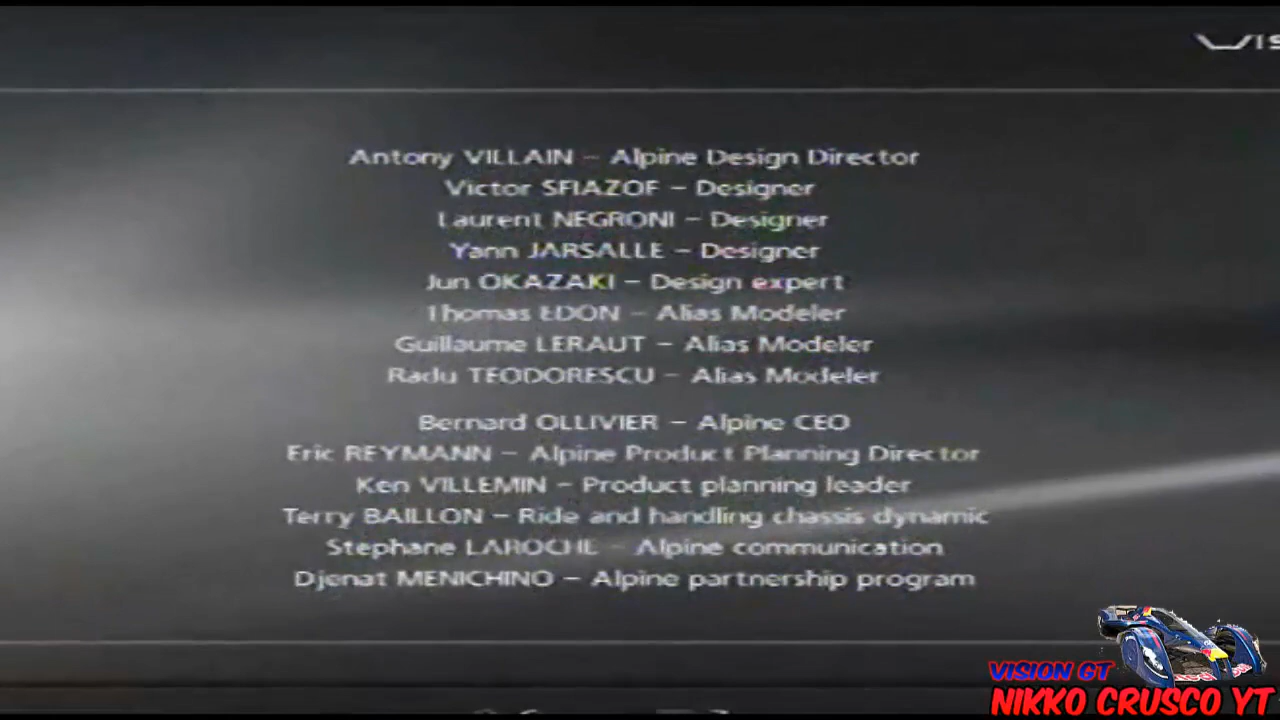 Antony VILLAIN – Alpine Design Director
Victor SFIAZOF – Designer
Laurent NEGRONI – Designer
Yann JARSALLE – Designer
Jun OKAZAKI – Design expert
Thomas EDON – Alias Modeler
Guillaume LERAUT – Alias Modeler
Radu TEODORESCU – Alias Modeler
Bernard OLLIVIER – Alpine CEO
Eric REYMANN – Alpine Product Planning Director
Ken VILLEMIN – Product planning leader
Terry BAILLON – Ride and handling chassis dynamic
Stephane LAROCHE – Alpine communication
Djenat MENICHINO – Alpine partnership program
VISION GT
NIKKO CRUSCO YT